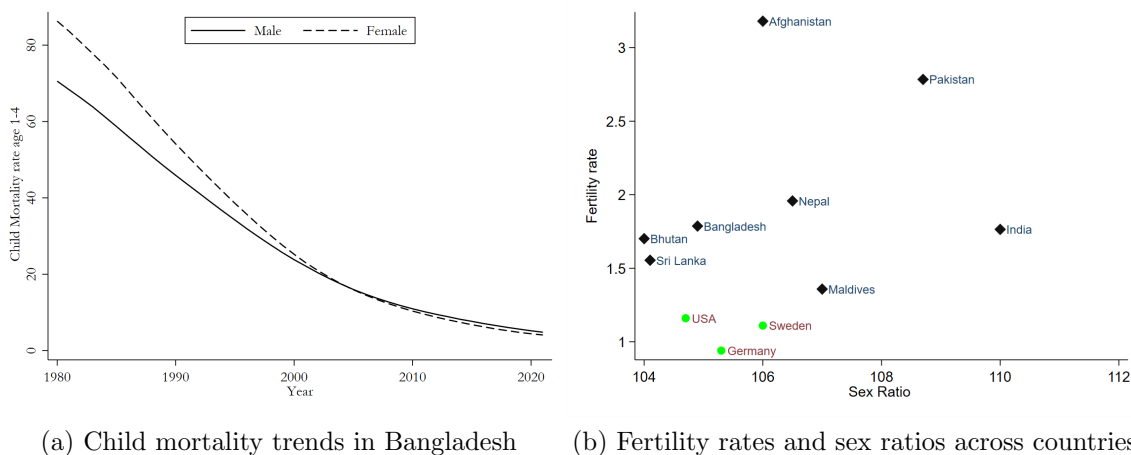 Male
Female
Child Mortality rate age 1-4
80
60
40
20
0
1980
1990
2000
2010
2020
Year
(a) Child mortality trends in Bangladesh
Fertility rate
3
2.5
2
1.5
1
Afghanistan
Pakistan
Nepal
Bangladesh
India
Bhutan
Sri Lanka
Maldives
USA
Sweden
Germany
104
106
108
110
112
Sex Ratio
(b) Fertility rates and sex ratios across countries